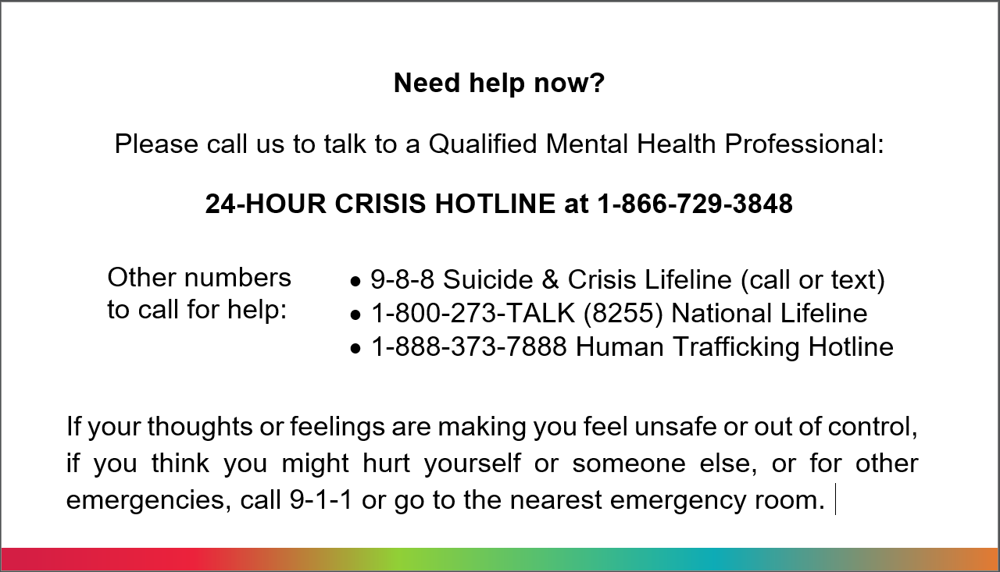 Need help now?
Please call us to talk to a Qualified Mental Health Professional:
24-HOUR CRISIS HOTLINE at 1-866-729-3848
Other numbers
to call for help:
• 9-8-8 Suicide & Crisis Lifeline (call or text)
• 1-800-273-TALK (8255) National Lifeline
• 1-888-373-7888 Human Trafficking Hotline
If your thoughts or feelings are making you feel unsafe or out of control,
if you think you might hurt yourself or someone else, or for other
emergencies, call 9-1-1 or go to the nearest emergency room.